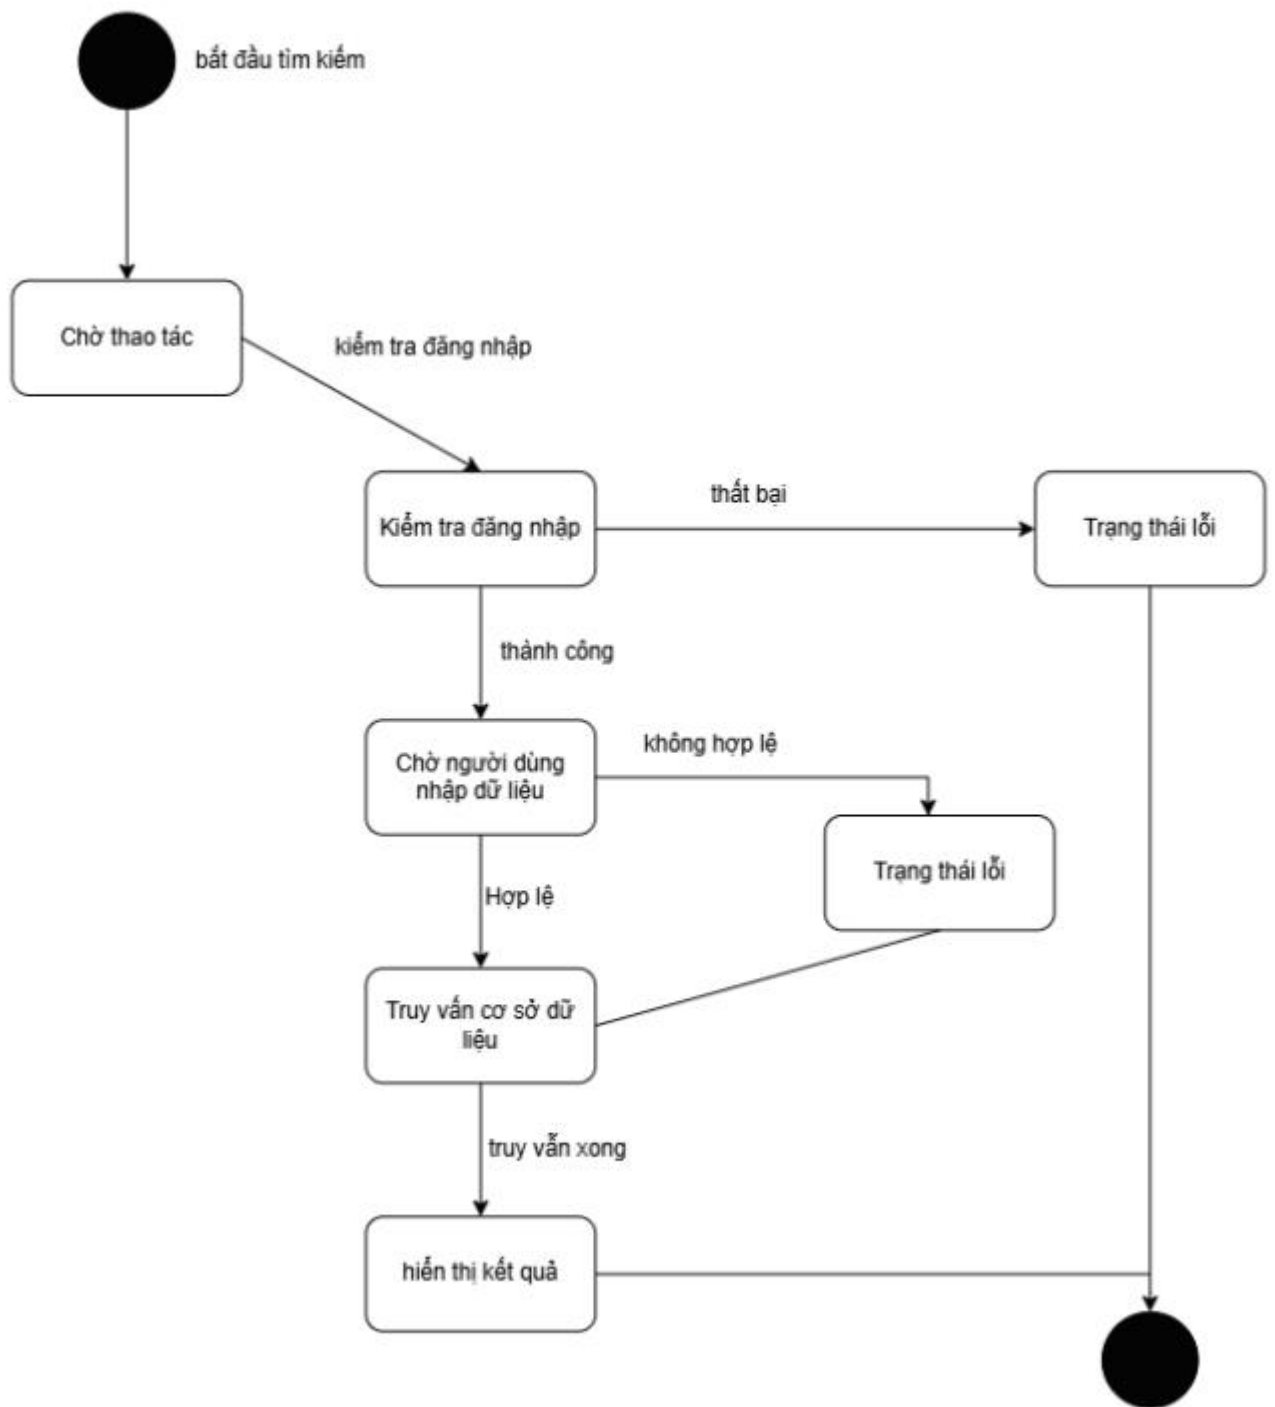 bắt đầu tìm kiếm
Chờ thao tác
kiểm tra đăng nhập
Kiểm tra đăng nhập
thất bại
Trạng thái lỗi
thành công
Chờ người dùng
nhập dữ liệu
không hợp lệ
Trạng thái lỗi
Hợp lệ
Truy vấn cơ sở dữ
liệu
truy vẫn xong
hiển thị kết quả